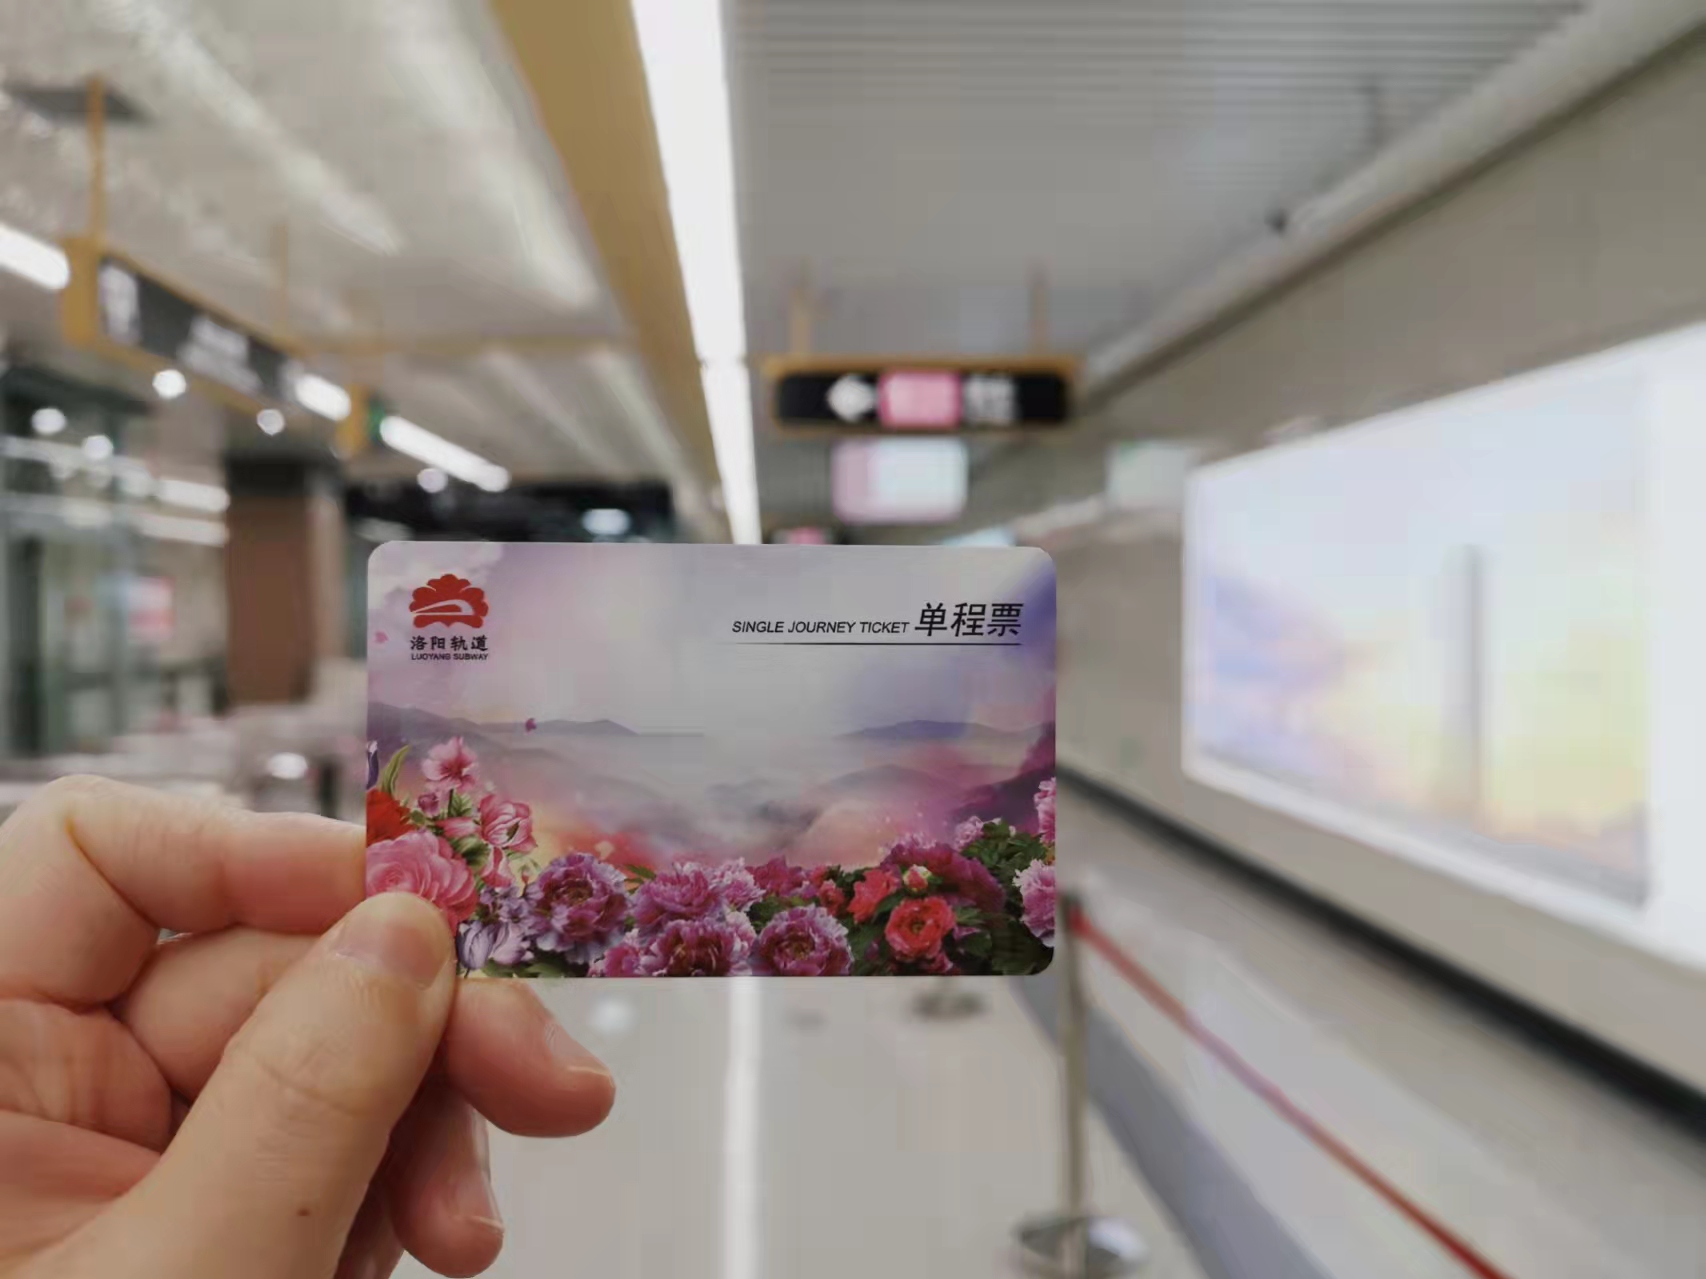 洛阳轨道
LUOYANG SUBWAY
SINGLE JOURNEY TICKET 单程票